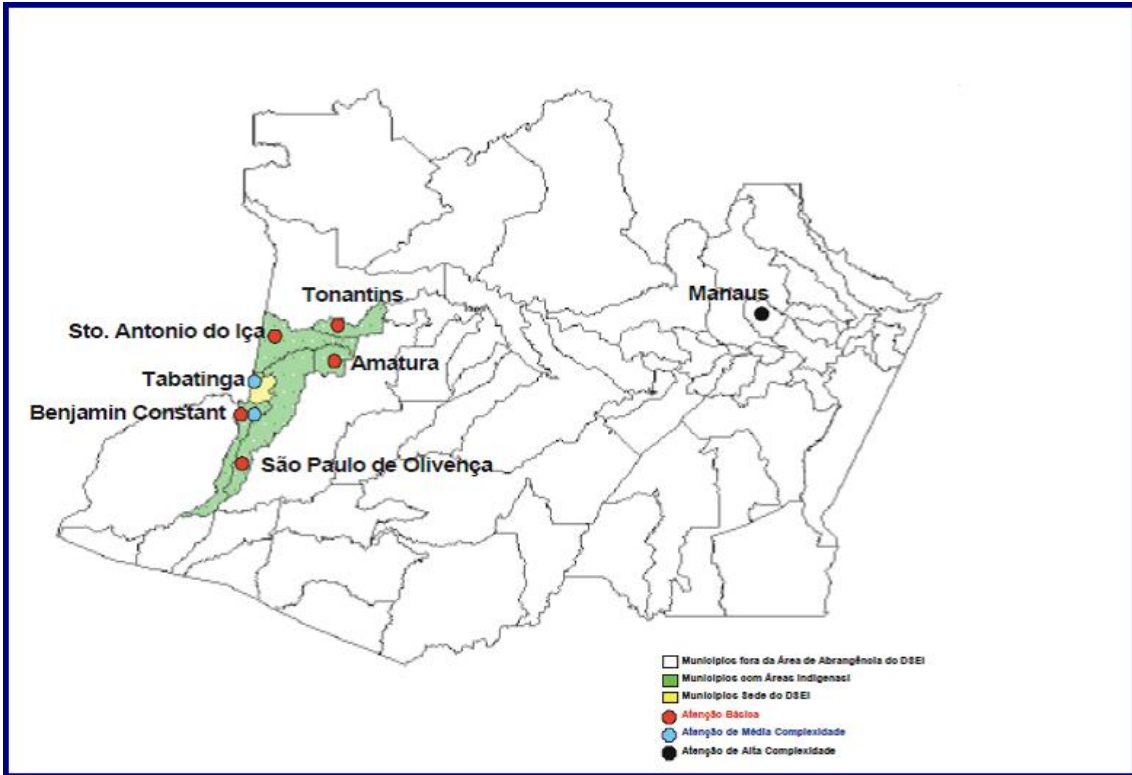 Tonantins
Manaus
Sto. Antonio do Iça
Amatura
Tabatinga
Benjamin Constant
São Paulo de Olivença
Municípios fora da Área de Abrangência do DSEI
Municípios com Áreas Indígenas!
Municípios Sede do DSEI
Atenção Básica
Atenção de Média Complexidade
Atenção de Alta Complexidade